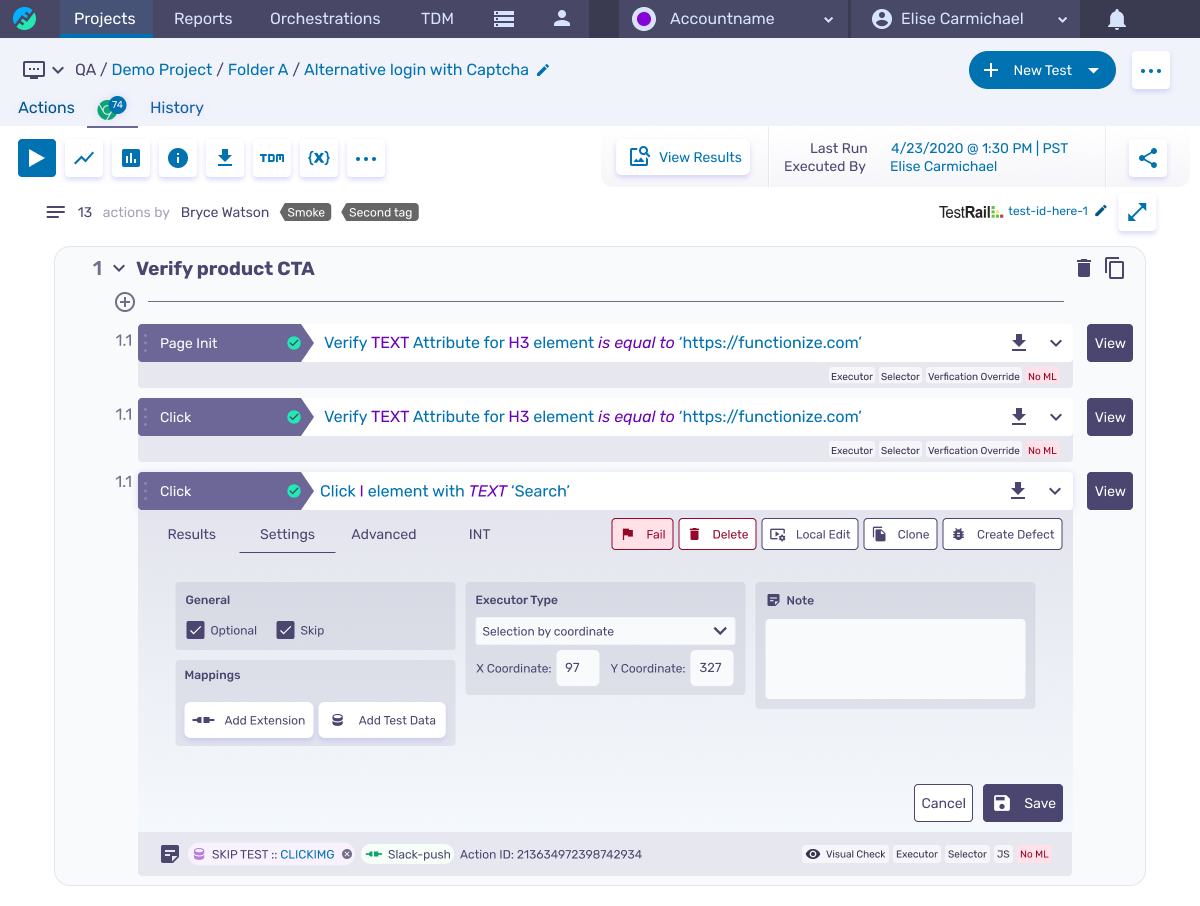 Projects Reports Orchestrations TDM Accountname Elise Carmichael
QA / Demo Project / Folder A / Alternative login with Captcha
New Test
Actions 74 History
TDM {X}
View Results
Last Run 4/23/2020 @ 1:30 PM | PST
Executed By Elise Carmichael
13 actions by Bryce Watson Smoke Second tag
TestRail test-id-here-1
1 Verify product CTA
1.1 Page Init Verify TEXT Attribute for H3 element is equal to ‘https://functionize.com’ View
Executor Selector Verfication Override No ML
1.1 Click Verify TEXT Attribute for H3 element is equal to ‘https://functionize.com’ View
Executor Selector Verfication Override No ML
1.1 Click Click I element with TEXT ‘Search’ View
Results Settings Advanced INT Fail Delete Local Edit Clone Create Defect
General
Optional Skip
Mappings
Add Extension Add Test Data
Executor Type
Selection by coordinate
X Coordinate: 97 Y Coordinate: 327
Note
Cancel Save
SKIP TEST :: CLICKIMG Slack-push Action ID: 213634972398742934 Visual Check Executor Selector JS No ML